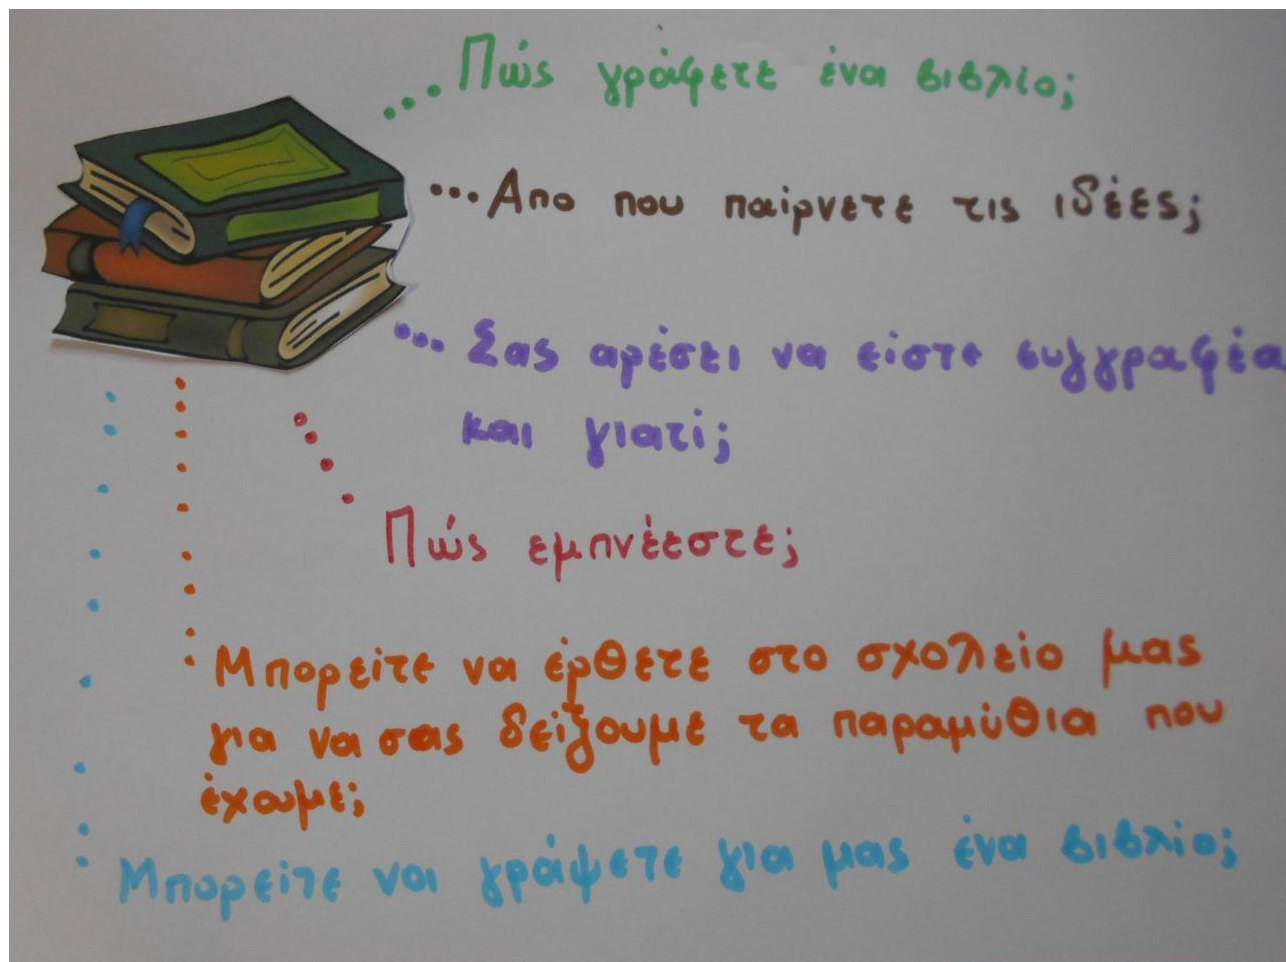 Πώς γράφετε ένα βιβλίο;
Απο που παίρνετε τις ιδέες;
Σας αρέσει να είστε συγγραφέα
και γιατί;
Πώς εμπνέεστε;
Μπορείτε να έρθετε στο σχολείο μας
για να σας δείξουμε τα παραμύθια που
έχουμε;
Μπορείτε να γράψετε για μας ένα βιβλίο;